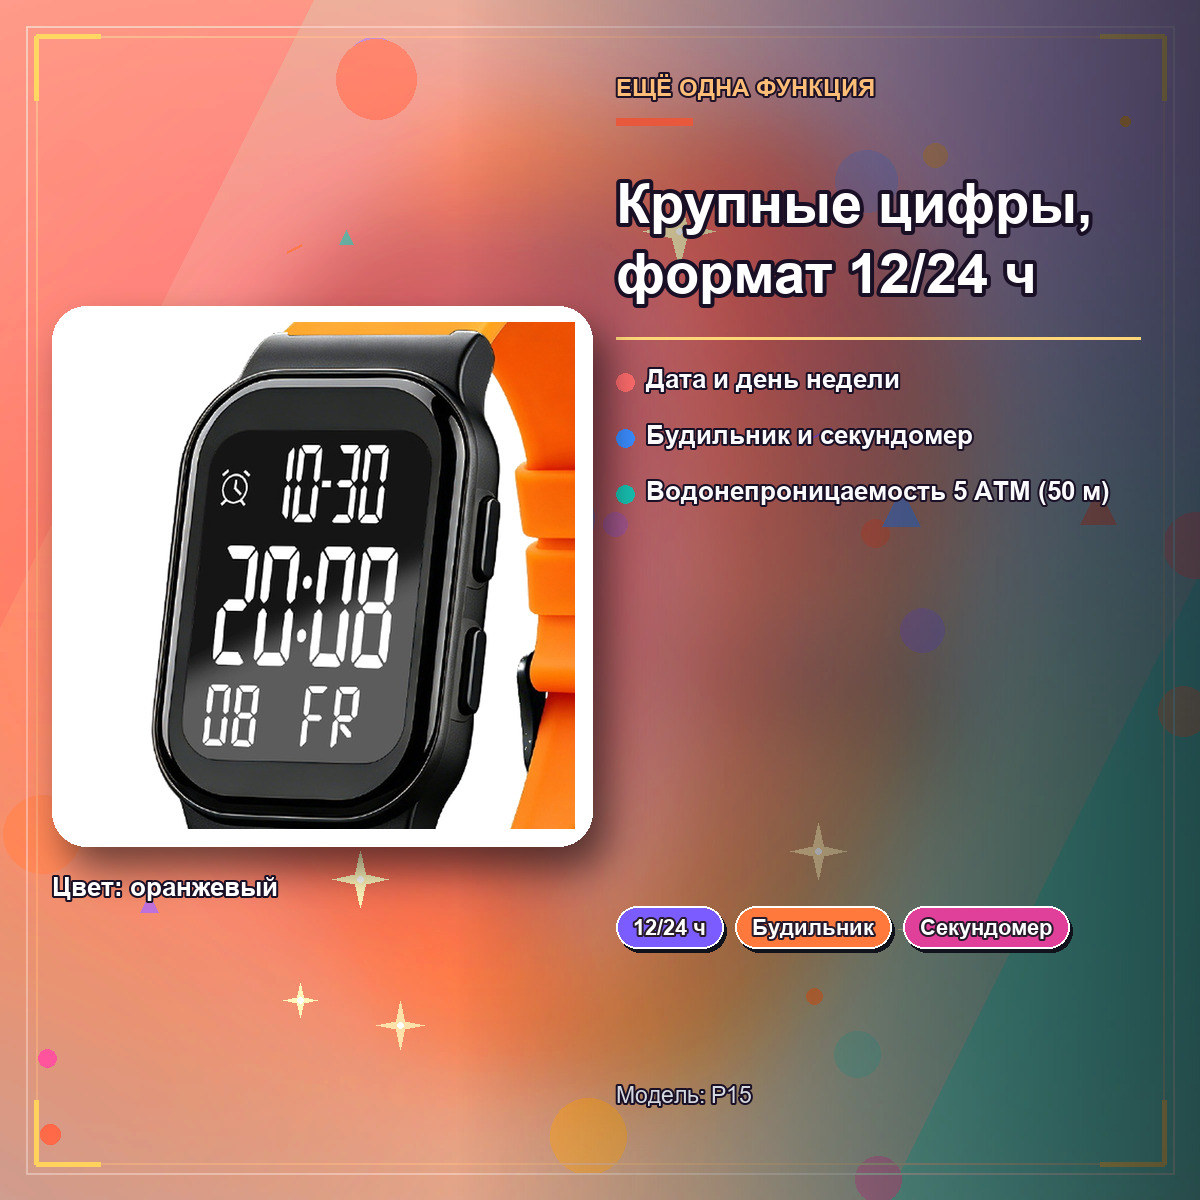 ЕЩЁ ОДНА ФУНКЦИЯ
Крупные цифры,
формат 12/24 ч
Дата и день недели
Будильник и секундомер
Водонепроницаемость 5 ATM (50 м)
10-30
20:08
08 FR
Цвет: оранжевый
12/24 ч
Будильник
Секундомер
Модель: P15